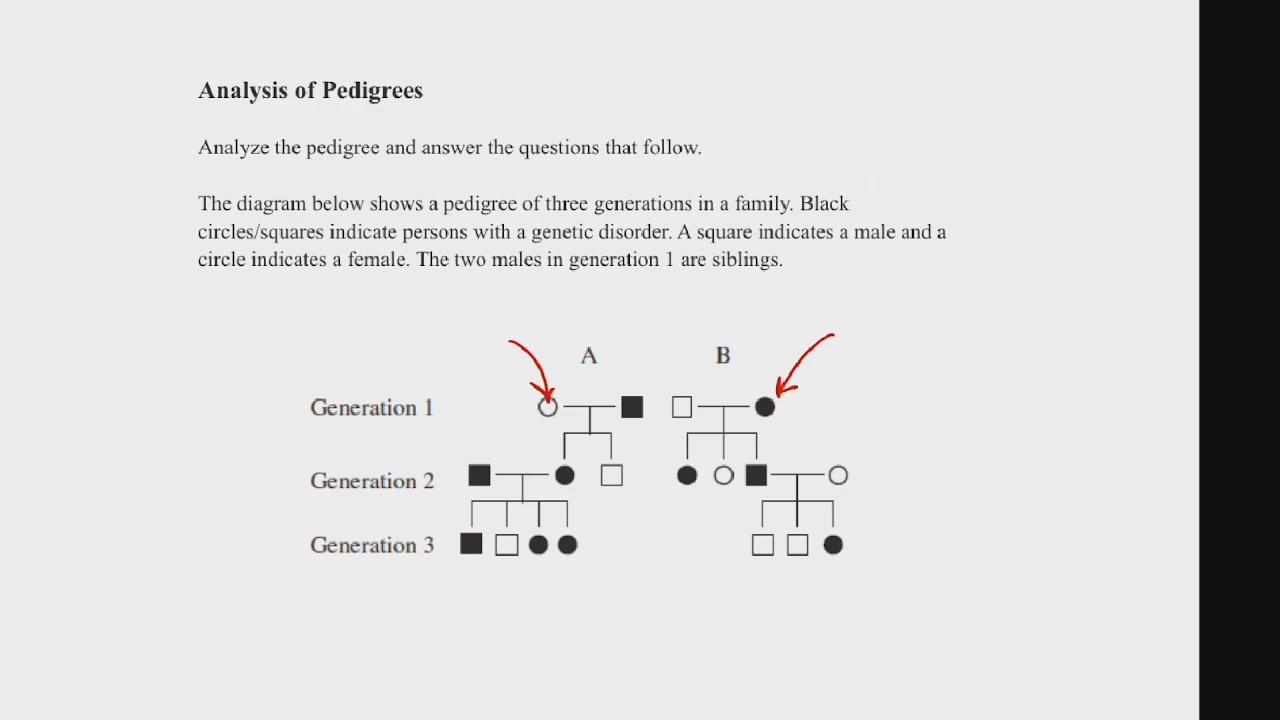 Analysis of Pedigrees
Analyze the pedigree and answer the questions that follow.
The diagram below shows a pedigree of three generations in a family. Black
circles/squares indicate persons with a genetic disorder. A square indicates a male and a
circle indicates a female. The two males in generation 1 are siblings.
A B
Generation 1
Generation 2
Generation 3